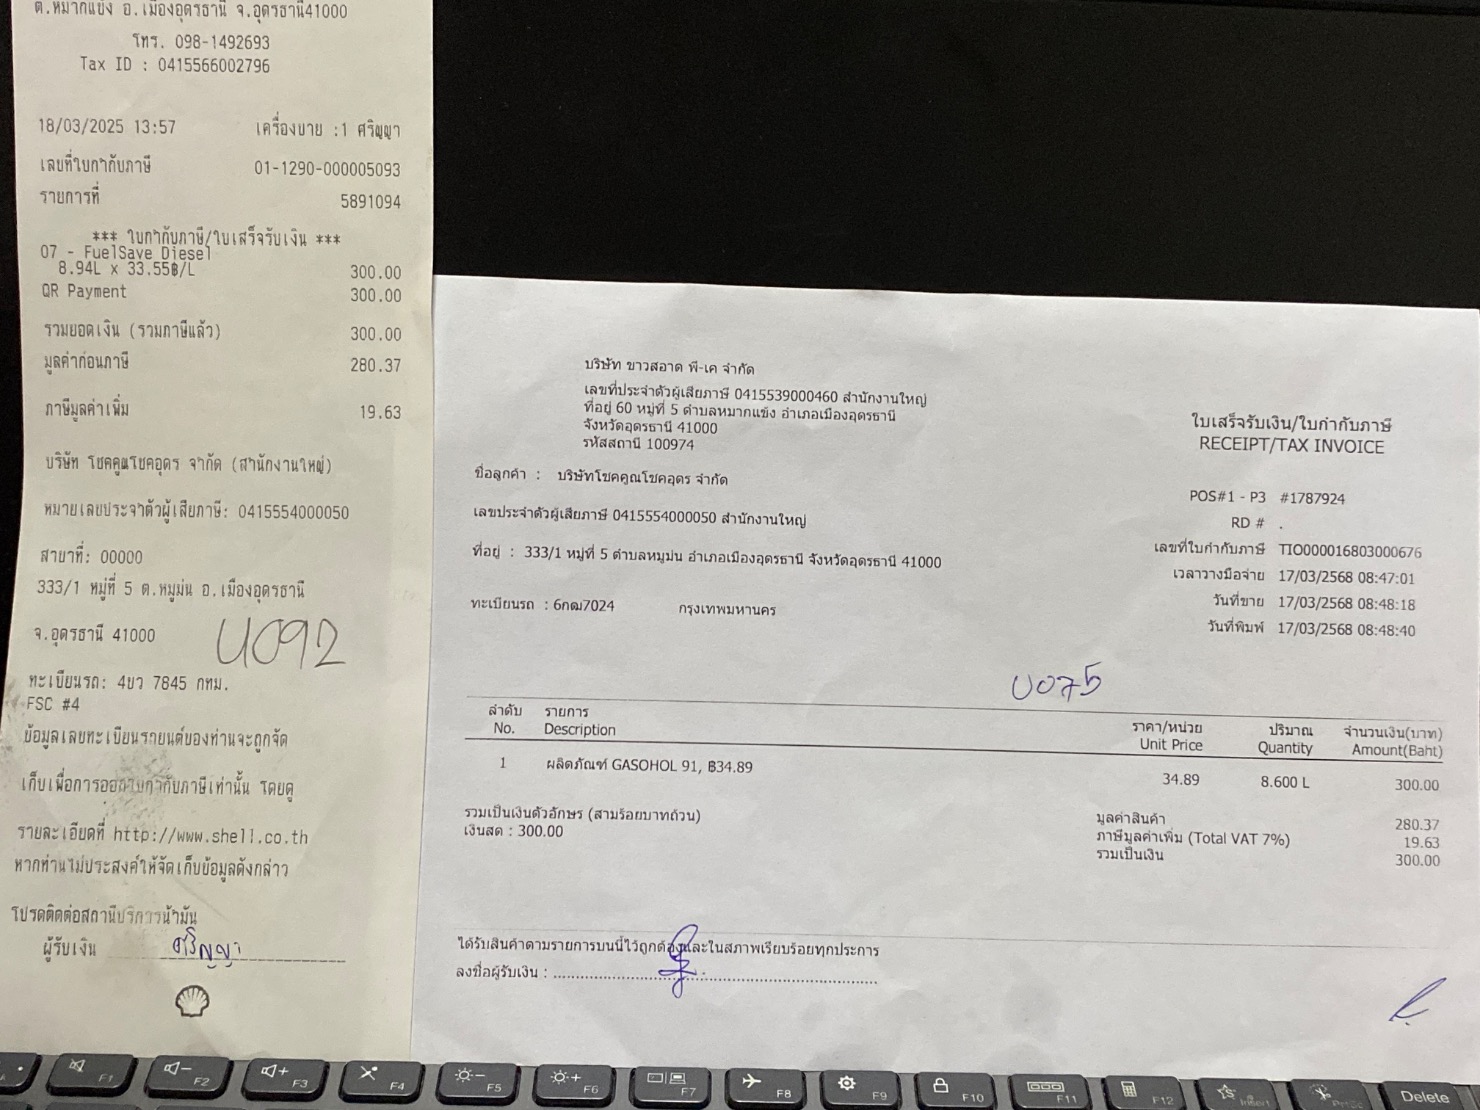 ต.หมากแข้ง อ.เมืองอุดรธานี จ.อุดรธานี41000
โทร. 098-1492693
Tax ID : 0415566002796
18/03/2025 13:57 เครื่องขาย :1 ศริญญา
เลขที่ใบกำกับภาษี 01-1290-000005093
รายการที่ 5891094
*** ใบกำกับภาษี/ใบเสร็จรับเงิน ***
07 - FuelSave Diesel
8.94L x 33.55฿/L 300.00
QR Payment 300.00
รวมยอดเงิน (รวมภาษีแล้ว) 300.00
มูลค่าก่อนภาษี 280.37
ภาษีมูลค่าเพิ่ม 19.63
บริษัท โชคคูณโชคอุดร จำกัด (สำนักงานใหญ่)
หมายเลขประจำตัวผู้เสียภาษี: 0415554000050
สาขาที่: 00000
333/1 หมู่ที่ 5 ต.หมูม่น อ.เมืองอุดรธานี
จ.อุดรธานี 41000
U092
ทะเบียนรถ: 4ขว 7845 กทม.
FSC #4
ข้อมูลเลขทะเบียนรถยนต์ของท่านจะถูกจัด
เก็บเพื่อการออกใบกำกับภาษีเท่านั้น โดยดู
รายละเอียดที่ http://www.shell.co.th
หากท่านไม่ประสงค์ให้จัดเก็บข้อมูลดังกล่าว
โปรดติดต่อสถานีบริการน้ำมัน
ผู้รับเงิน ศริญญา
บริษัท ขาวสอาด พี-เค จำกัด
เลขที่ประจำตัวผู้เสียภาษี 0415539000460 สำนักงานใหญ่
ที่อยู่ 60 หมู่ที่ 5 ตำบลหมากแข้ง อำเภอเมืองอุดรธานี
จังหวัดอุดรธานี 41000
รหัสสถานี 100974
ใบเสร็จรับเงิน/ใบกำกับภาษี
RECEIPT/TAX INVOICE
ชื่อลูกค้า : บริษัทโชคคูณโชคอุดร จำกัด
POS#1 - P3 #1787924
RD # .
เลขประจำตัวผู้เสียภาษี 0415554000050 สำนักงานใหญ่
เลขที่ใบกำกับภาษี TIO000016803000676
ที่อยู่ : 333/1 หมู่ที่ 5 ตำบลหมูม่น อำเภอเมืองอุดรธานี จังหวัดอุดรธานี 41000
เวลาวางมือจ่าย 17/03/2568 08:47:01
วันที่ขาย 17/03/2568 08:48:18
ทะเบียนรถ : 6กฒ7024 กรุงเทพมหานคร
วันที่พิมพ์ 17/03/2568 08:48:40
U075
ลำดับ รายการ ราคา/หน่วย ปริมาณ จำนวนเงิน(บาท)
No. Description Unit Price Quantity Amount(Baht)
1 ผลิตภัณฑ์ GASOHOL 91, ฿34.89 34.89 8.600 L 300.00
รวมเป็นเงินตัวอักษร (สามร้อยบาทถ้วน) มูลค่าสินค้า 280.37
เงินสด : 300.00 ภาษีมูลค่าเพิ่ม (Total VAT 7%) 19.63
รวมเป็นเงิน 300.00
ได้รับสินค้าตามรายการบนนี้ไว้ถูกต้องและในสภาพเรียบร้อยทุกประการ
ลงชื่อผู้รับเงิน :
F1 F2 F3 F4 F5 F6 F7 F8 F9 F10 F11 F12 Insert Delete